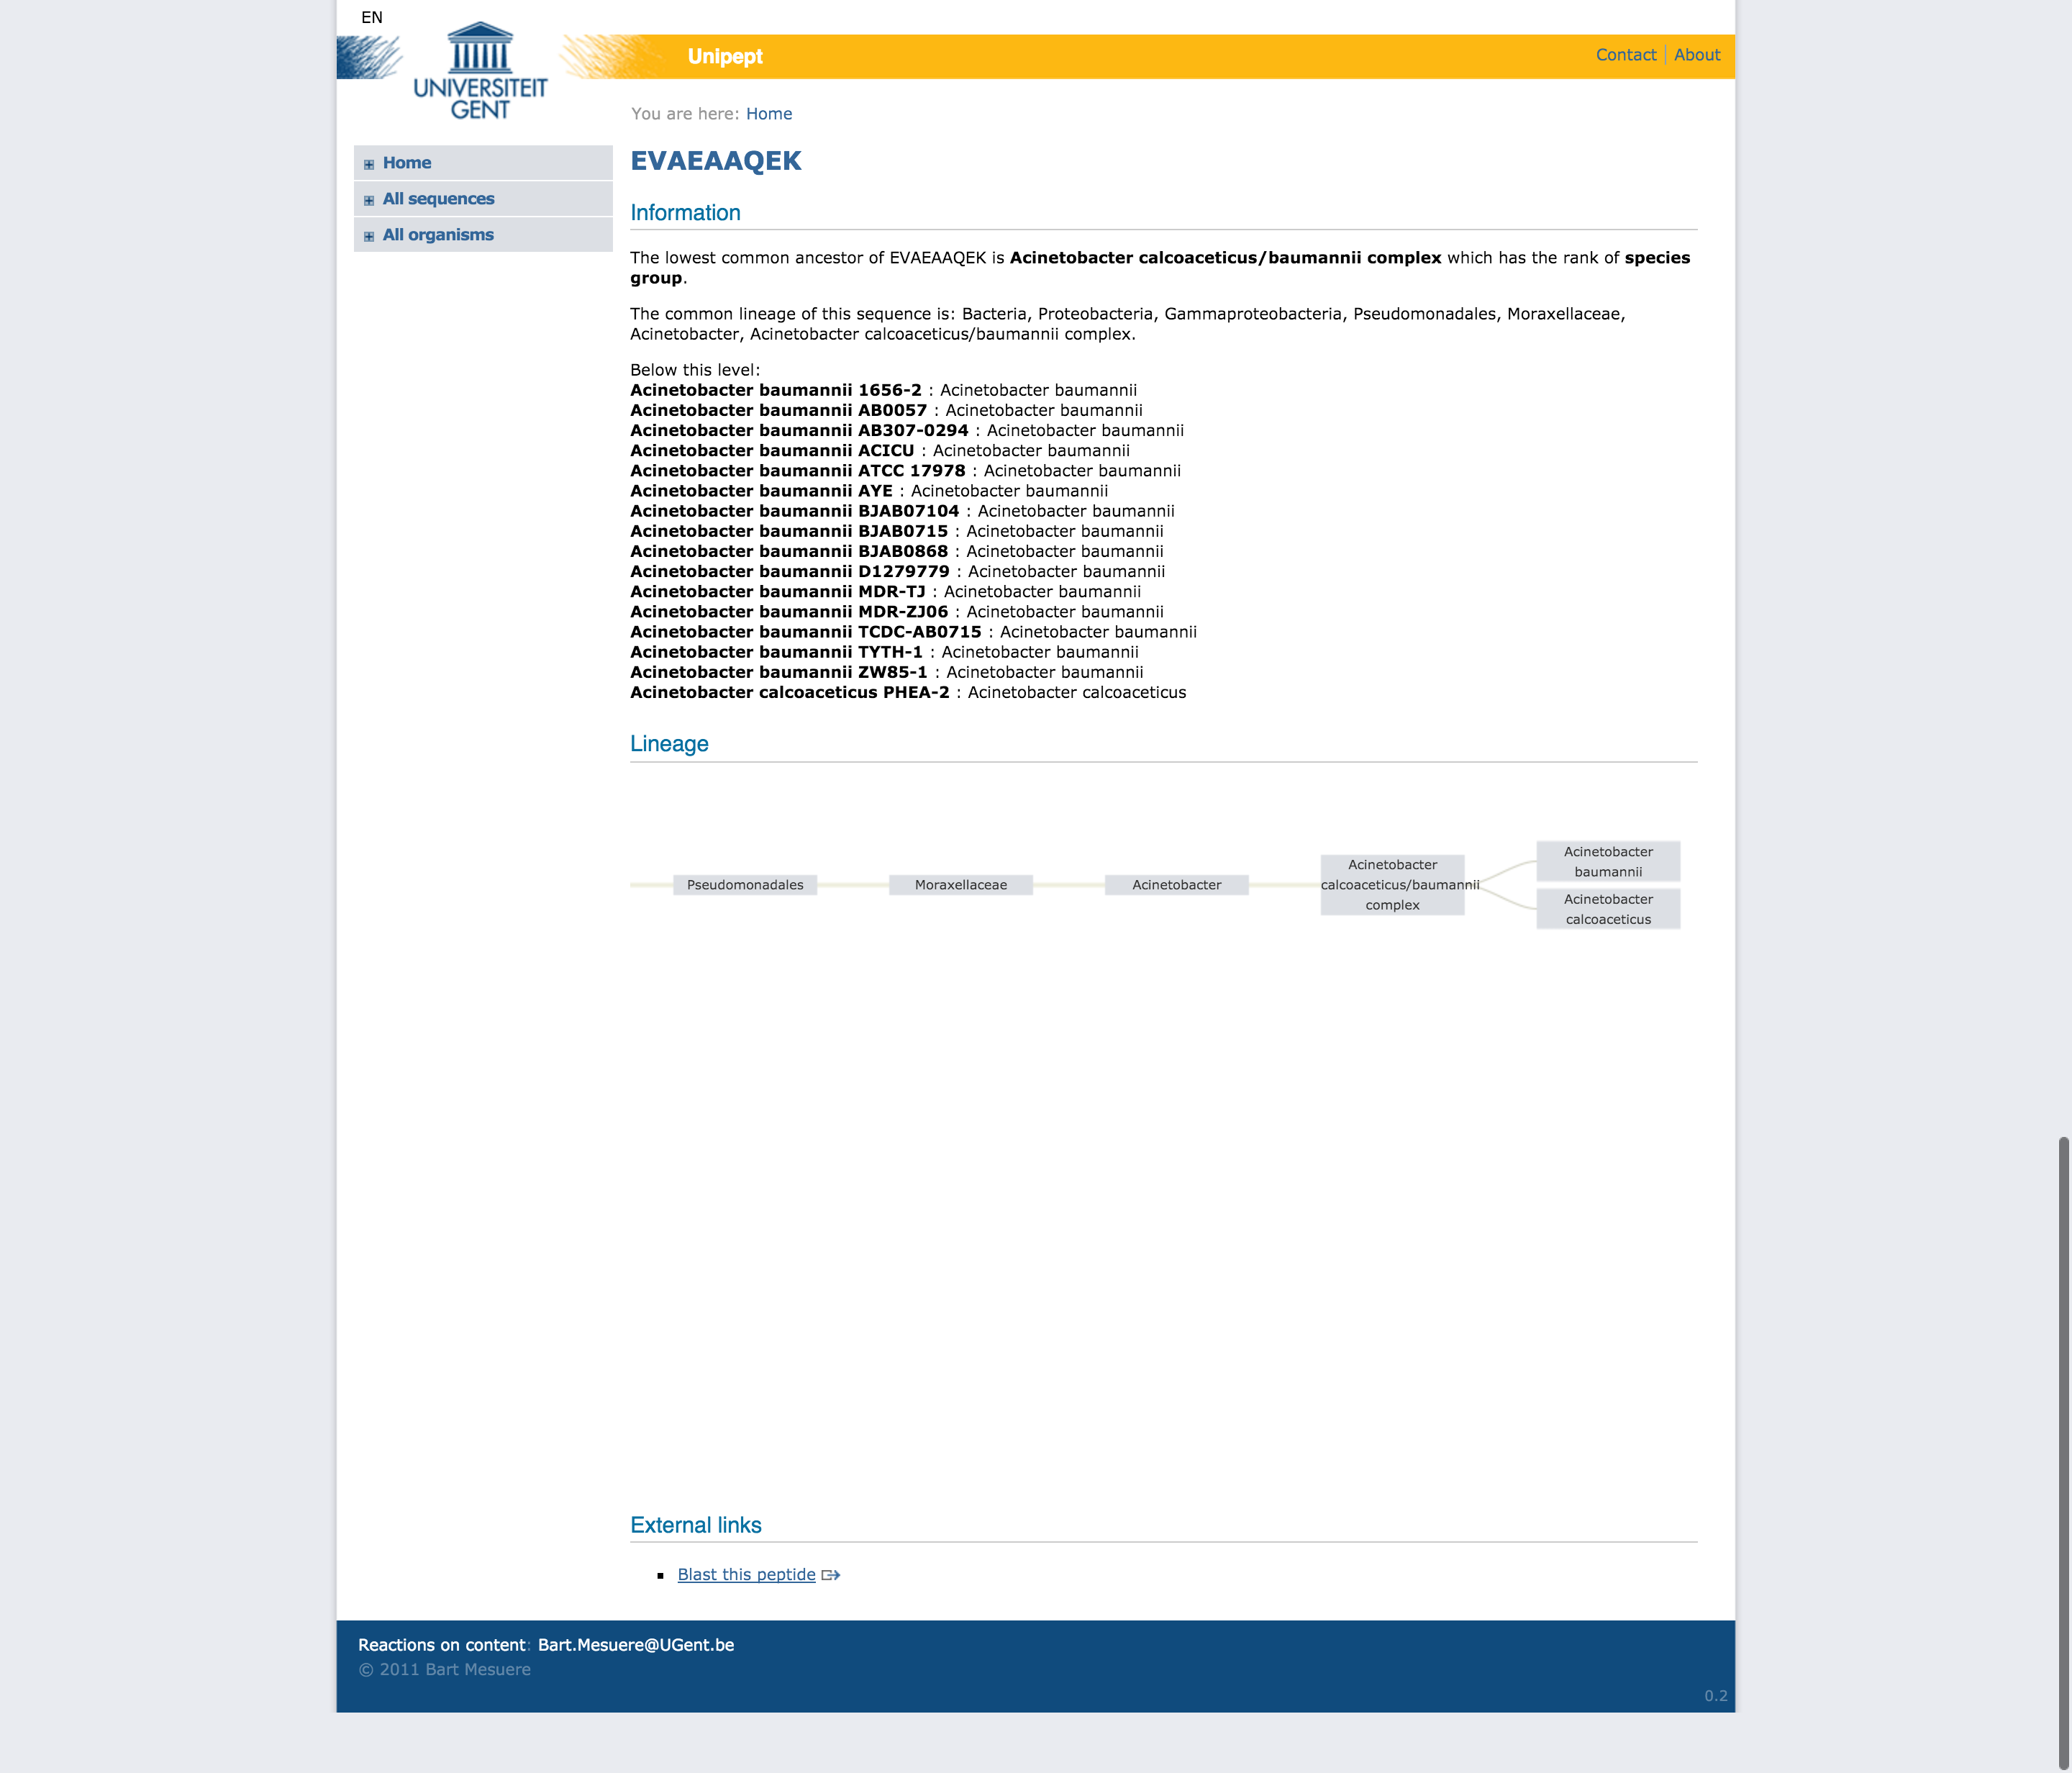 EN
UNIVERSITEIT
GENT
Unipept
Contact
About
You are here: Home
Home
All sequences
All organisms
EVAEAAQEK
Information
The lowest common ancestor of EVAEAAQEK is Acinetobacter calcoaceticus/baumannii complex which has the rank of species
group.
The common lineage of this sequence is: Bacteria, Proteobacteria, Gammaproteobacteria, Pseudomonadales, Moraxellaceae,
Acinetobacter, Acinetobacter calcoaceticus/baumannii complex.
Below this level:
Acinetobacter baumannii 1656-2 : Acinetobacter baumannii
Acinetobacter baumannii AB0057 : Acinetobacter baumannii
Acinetobacter baumannii AB307-0294 : Acinetobacter baumannii
Acinetobacter baumannii ACICU : Acinetobacter baumannii
Acinetobacter baumannii ATCC 17978 : Acinetobacter baumannii
Acinetobacter baumannii AYE : Acinetobacter baumannii
Acinetobacter baumannii BJAB07104 : Acinetobacter baumannii
Acinetobacter baumannii BJAB0715 : Acinetobacter baumannii
Acinetobacter baumannii BJAB0868 : Acinetobacter baumannii
Acinetobacter baumannii D1279779 : Acinetobacter baumannii
Acinetobacter baumannii MDR-TJ : Acinetobacter baumannii
Acinetobacter baumannii MDR-ZJ06 : Acinetobacter baumannii
Acinetobacter baumannii TCDC-AB0715 : Acinetobacter baumannii
Acinetobacter baumannii TYTH-1 : Acinetobacter baumannii
Acinetobacter baumannii ZW85-1 : Acinetobacter baumannii
Acinetobacter calcoaceticus PHEA-2 : Acinetobacter calcoaceticus
Lineage
Pseudomonadales
Moraxellaceae
Acinetobacter
Acinetobacter
calcoaceticus/baumannii
complex
Acinetobacter
baumannii
Acinetobacter
calcoaceticus
External links
Blast this peptide
Reactions on content: Bart.Mesuere@UGent.be
© 2011 Bart Mesuere
0.2